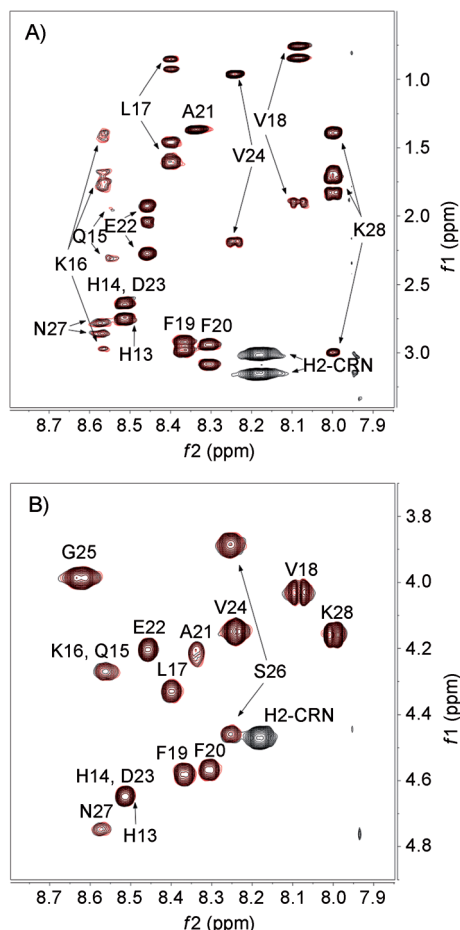 A)
1.0
L17
A21
V18
1.5
V24
2.0
Q15
E22
K28
K16
2.5
H14, D23
N27
F19
F20
H2-CRN
H13
3.0
f1 (ppm)
8.7 8.6 8.5 8.4 8.3 8.2 8.1 8.0 7.9
f2 (ppm)
B)
3.8
G25
V18
4.0
V24
K28
E22
A21
K16, Q15
4.2
L17
S26
H2-CRN
4.4
F19
F20
H14, D23
4.6
N27
H13
4.8
f1 (ppm)
8.7 8.6 8.5 8.4 8.3 8.2 8.1 8.0 7.9
f2 (ppm)